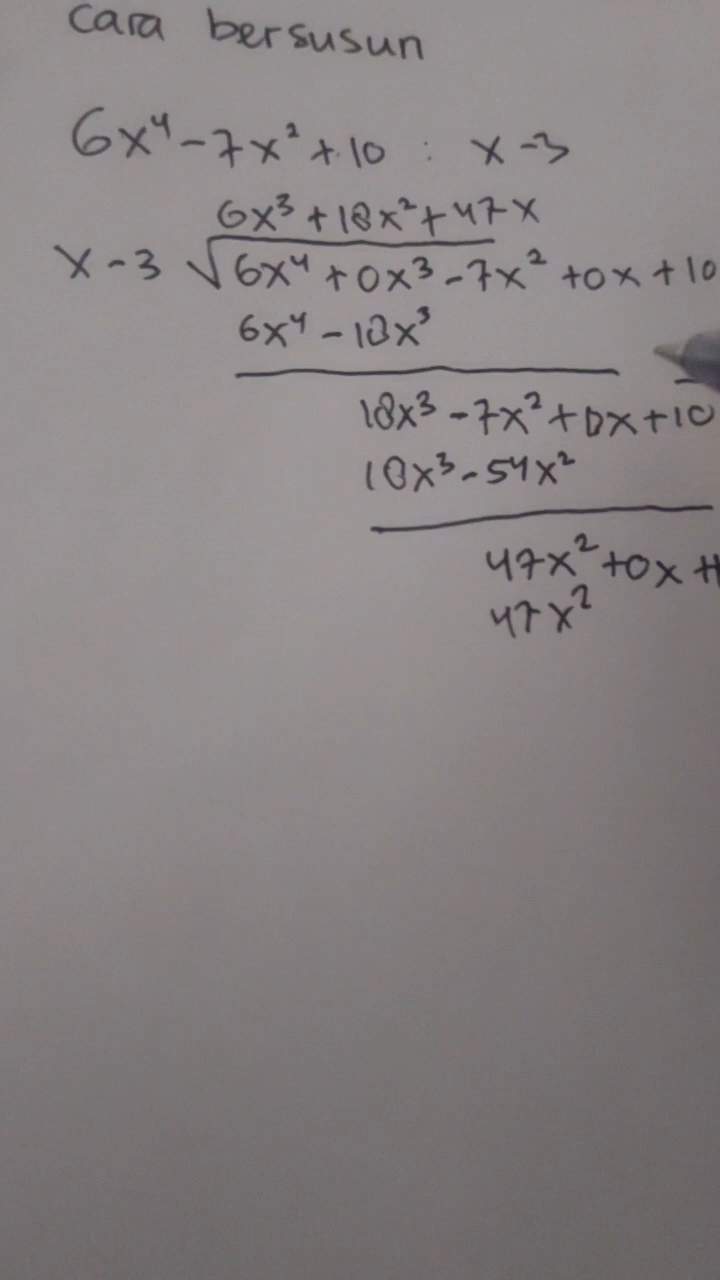 Cara bersusun
6x⁴ - 7x² + 10 : x - 3
6x³ + 18x² + 47x
x - 3 √6x⁴ + 0x³ - 7x² + 0x + 10
6x⁴ - 18x³
18x³ - 7x² + 0x + 10
18x³ - 54x²
47x² + 0x +
47x²